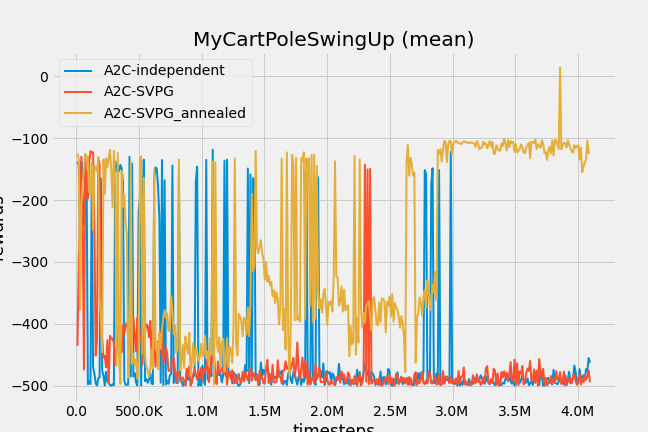 MyCartPoleSwingUp (mean)
A2C-independent
A2C-SVPG
A2C-SVPG_annealed
0
−100
−200
−300
−400
−500
0.0 500.0K 1.0M 1.5M 2.0M 2.5M 3.0M 3.5M 4.0M
timesteps